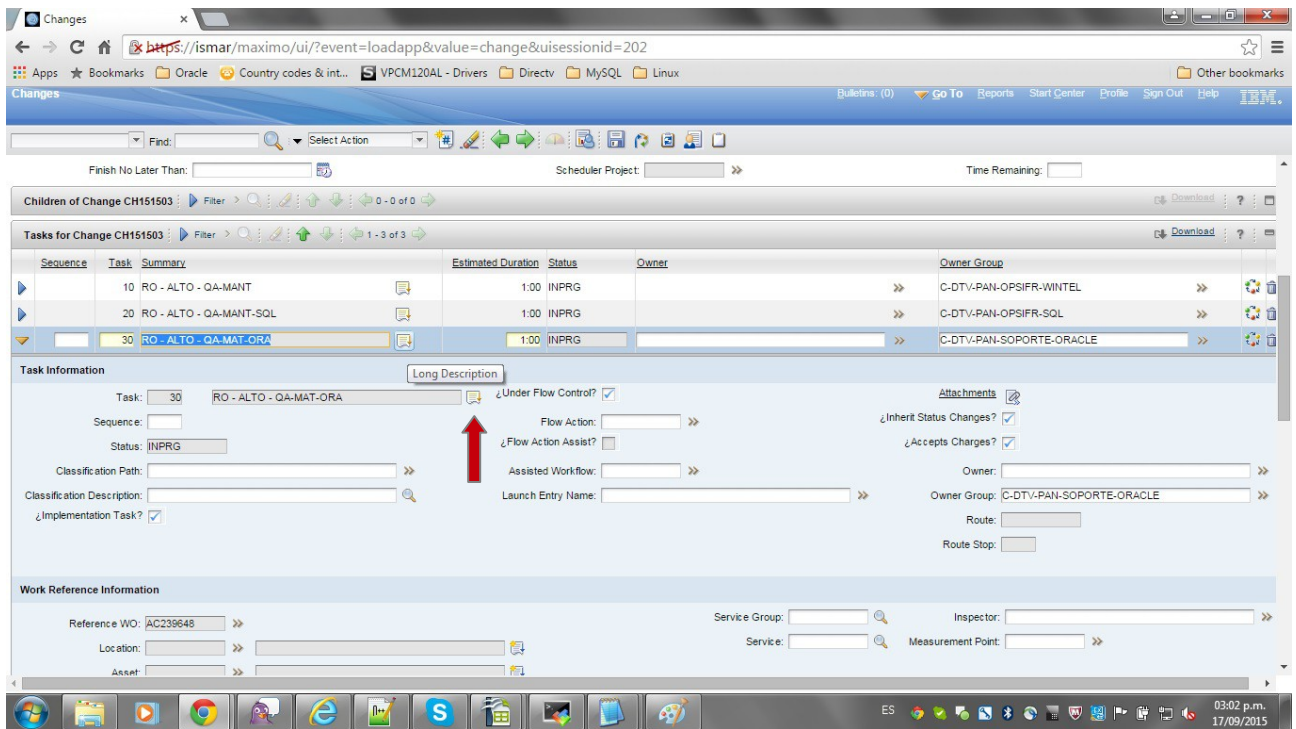 Changes
https://ismar/maximo/ui/?event=loadapp&value=change&uisessionid=202
Apps Bookmarks Oracle Country codes & int... VPCM120AL - Drivers Directv MySQL Linux Other bookmarks
Changes Bulletins: (0) Go To Reports Start Center Profile Sign Out Help IBM.
Find: Select Action
Finish No Later Than: Scheduler Project: Time Remaining:
Children of Change CH151503 Filter 0 - 0 of 0 Download ?
Tasks for Change CH151503 Filter 1 - 3 of 3 Download ?
Sequence Task Summary Estimated Duration Status Owner Owner Group
10 RO - ALTO - QA-MANT 1:00 INPRG C-DTV-PAN-OPSIFR-WINTEL
20 RO - ALTO - QA-MANT-SQL 1:00 INPRG C-DTV-PAN-OPSIFR-SQL
30 RO - ALTO - QA-MAT-ORA 1:00 INPRG C-DTV-PAN-SOPORTE-ORACLE
Task Information Long Description
Task: 30 RO - ALTO - QA-MAT-ORA ¿Under Flow Control? Attachments
Sequence: Flow Action: ¿Inherit Status Changes?
Status: INPRG ¿Flow Action Assist? ¿Accepts Charges?
Classification Path: Assisted Workflow: Owner:
Classification Description: Launch Entry Name: Owner Group: C-DTV-PAN-SOPORTE-ORACLE
¿Implementation Task? Route:
Route Stop:
Work Reference Information
Reference WO: AC239648 Service Group: Inspector:
Location: Service: Measurement Point:
Asset:
ES 03:02 p.m.
17/09/2015